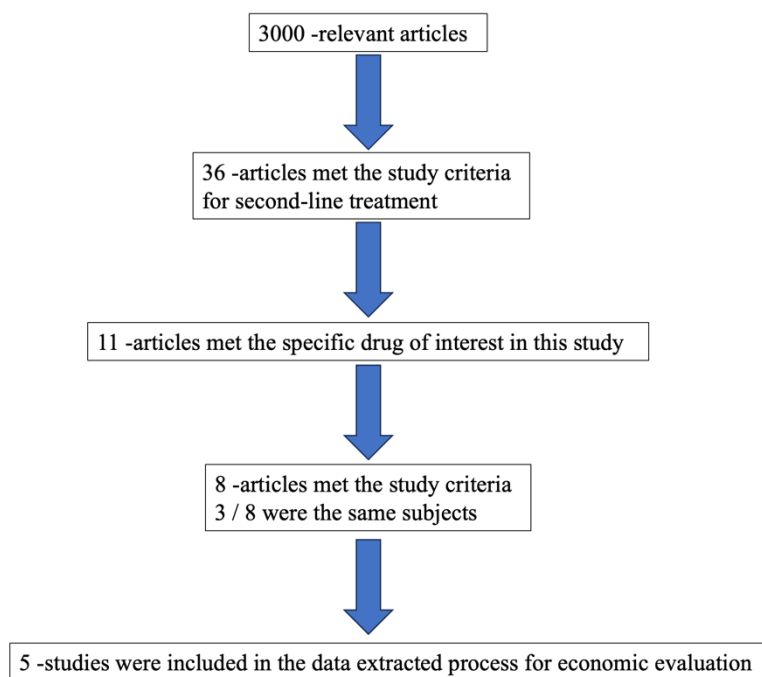 3000 -relevant articles
36 -articles met the study criteria
for second-line treatment
11 -articles met the specific drug of interest in this study
8 -articles met the study criteria
3 / 8 were the same subjects
5 -studies were included in the data extracted process for economic evaluation